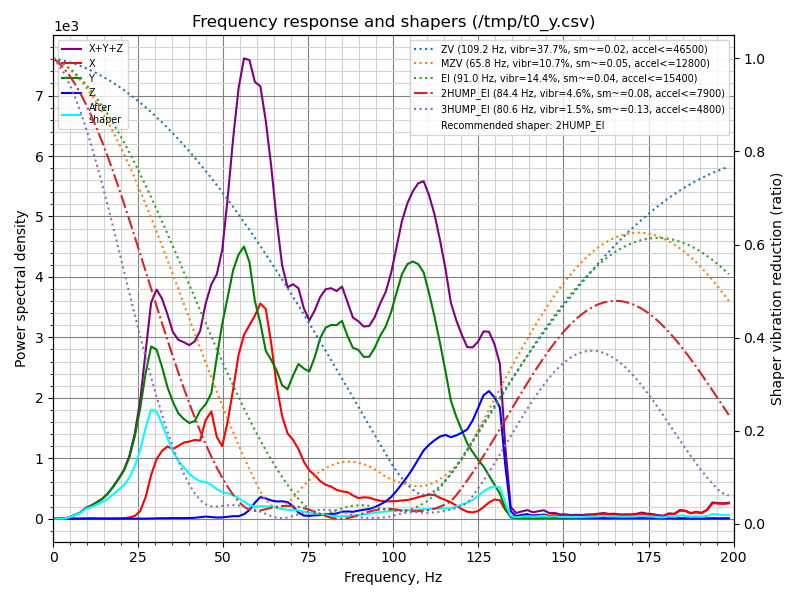 Frequency response and shapers (/tmp/t0_y.csv)
1e3
X+Y+Z
X
Y
Z
After
shaper
ZV (109.2 Hz, vibr=37.7%, sm~=0.02, accel<=46500)
MZV (65.8 Hz, vibr=10.7%, sm~=0.05, accel<=12800)
EI (91.0 Hz, vibr=14.4%, sm~=0.04, accel<=15400)
2HUMP_EI (84.4 Hz, vibr=4.6%, sm~=0.08, accel<=7900)
3HUMP_EI (80.6 Hz, vibr=1.5%, sm~=0.13, accel<=4800)
Recommended shaper: 2HUMP_EI
Power spectral density
7
6
5
4
3
2
1
0
0
25
50
75
100
125
150
175
200
Frequency, Hz
1.0
0.8
0.6
0.4
0.2
0.0
Shaper vibration reduction (ratio)